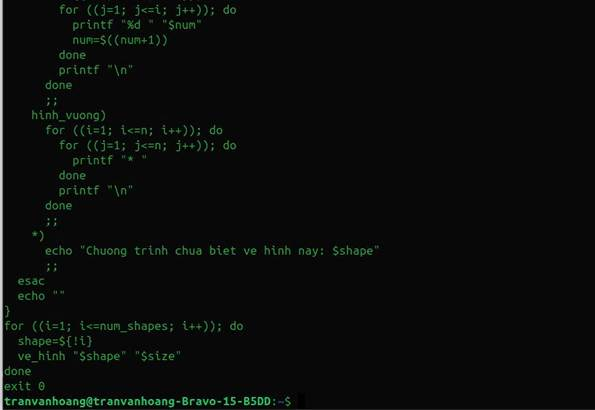 for ((j=1; j<=i; j++)); do
printf "%d " "$num"
num=$((num+1))
done
printf "\n"
done
;;
hinh_vuong)
for ((i=1; i<=n; i++)); do
for ((j=1; j<=n; j++)); do
printf "* "
done
printf "\n"
done
;;
*)
echo "Chuong trinh chua biet ve hinh nay: $shape"
;;
esac
echo ""
}
for ((i=1; i<=num_shapes; i++)); do
shape=${!i}
ve_hinh "$shape" "$size"
done
exit 0
tranvanhoang@tranvanhoang-Bravo-15-B5DD:~$